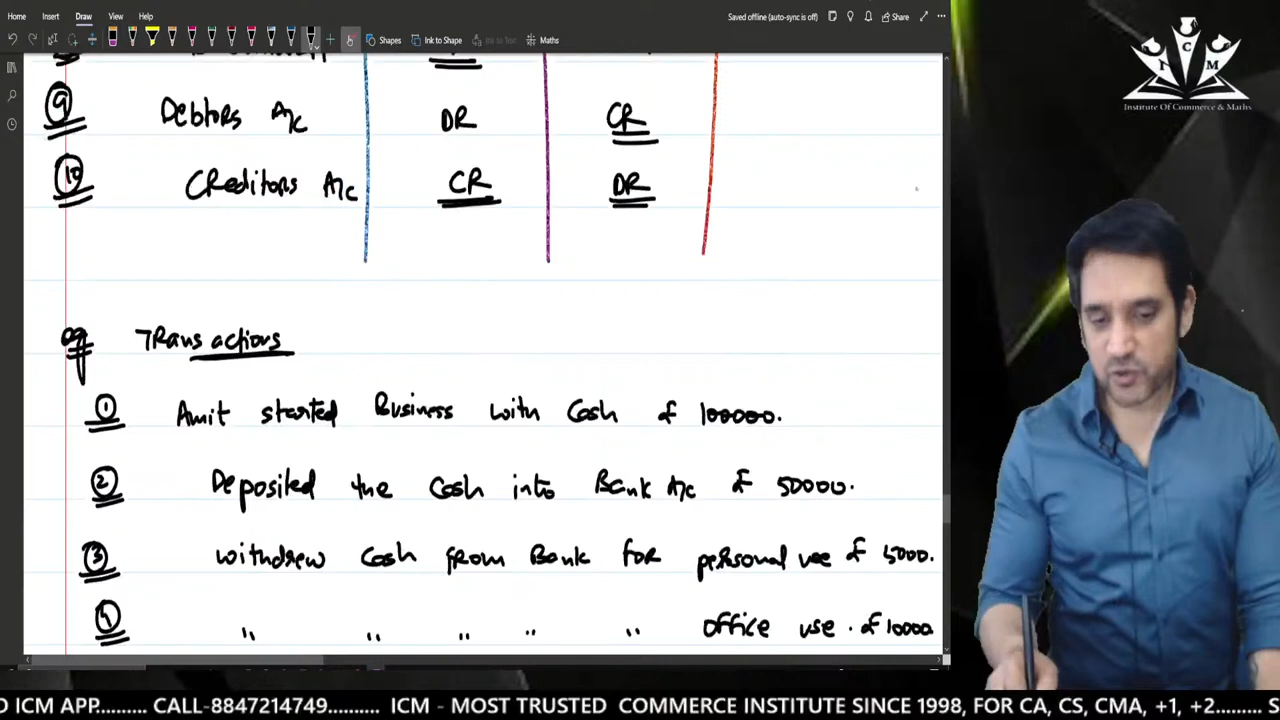 Home Insert Draw View Saved offline (auto-sync is off) Share
Shapes Ink to Shape Ink to Text Maths
I C M
Institute Of Commerce & Maths
9 Debtors A/c DR CR
10 CReditors A/c CR DR
eg TRansactions
1 Amit started Business with Cash of 100000.
2 Deposited the Cash into Bank A/c of 50000.
3 withdrew Cash from Bank for personal use of 5000.
4 " " " " " office use. of 10000.
D ICM APP......... CALL-8847214749......... ICM - MOST TRUSTED COMMERCE INSTITUTE SINCE 1998, FOR CA, CS, CMA, +1, +2........ S